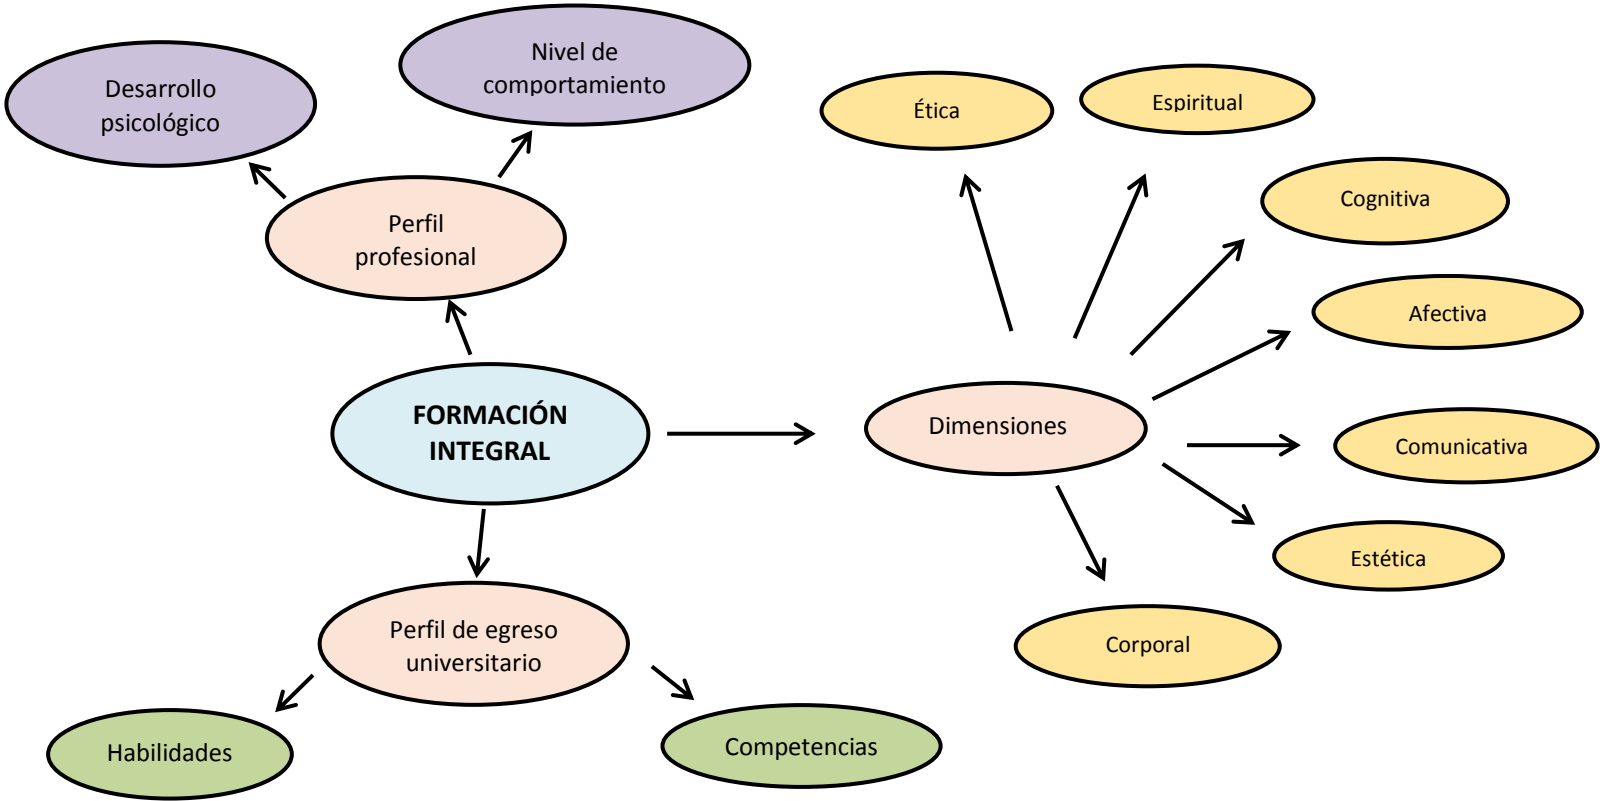 Desarrollo
psicológico
Nivel de
comportamiento
Perfil
profesional
FORMACIÓN
INTEGRAL
Perfil de egreso
universitario
Habilidades
Competencias
Dimensiones
Ética
Espiritual
Cognitiva
Afectiva
Comunicativa
Estética
Corporal